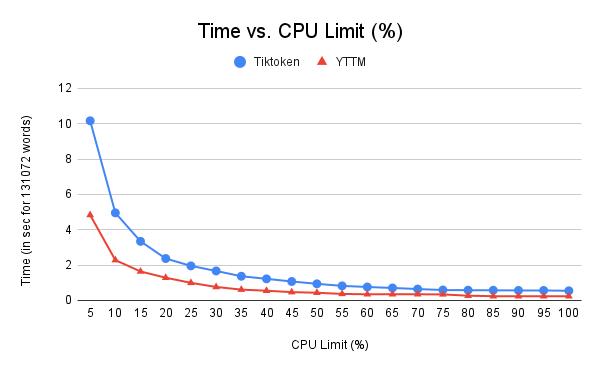 Time vs. CPU Limit (%)
Tiktoken YTTM
12
10
8
6
4
2
0
Time (in sec for 131072 words)
5 10 15 20 25 30 35 40 45 50 55 60 65 70 75 80 85 90 95 100
CPU Limit (%)